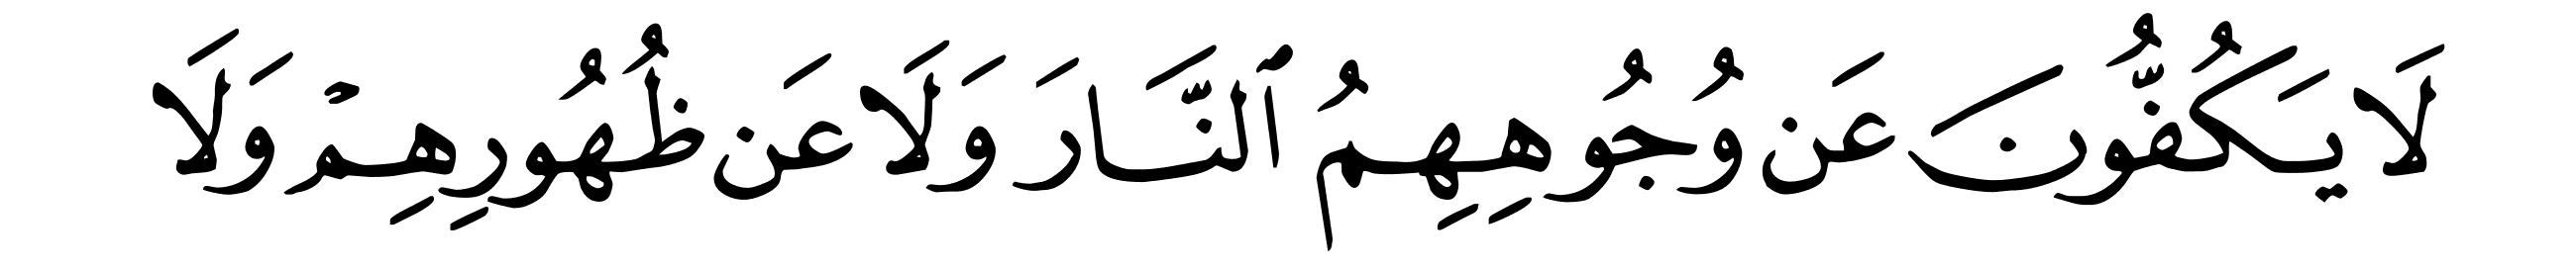 لَا يَكُفُّونَ عَن وُجُوهِهِمُ ٱلنَّارَ وَلَا عَن ظُهُورِهِمْ وَلَا